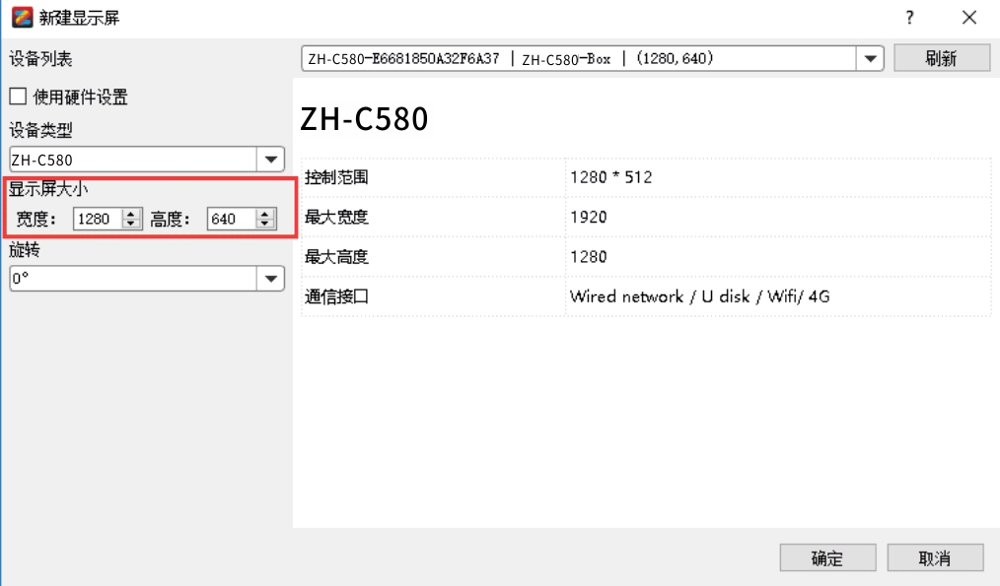 新建显示屏
?
设备列表
ZH-C580-E6681850A32F6A37 | ZH-C580-Box | (1280,640)
刷新
使用硬件设置
设备类型
ZH-C580
显示屏大小
宽度： 1280 高度： 640
旋转
0°
ZH-C580
控制范围 1280 * 512
最大宽度 1920
最大高度 1280
通信接口 Wired network / U disk / Wifi/ 4G
确定 取消